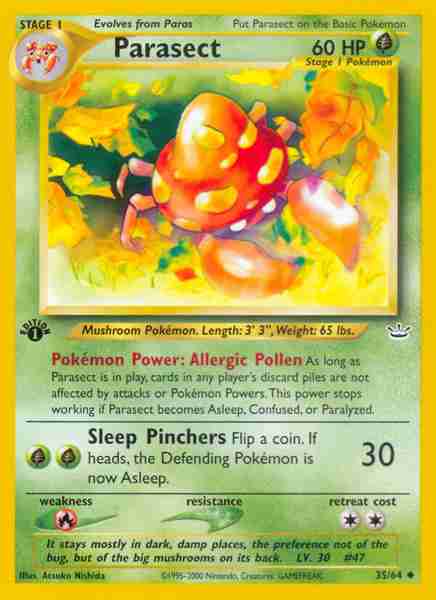 STAGE 1 Evolves from Paras Put Parasect on the Basic Pokémon
Parasect 60 HP
Stage 1 Pokémon
EDITION
1
Mushroom Pokémon. Length: 3' 3", Weight: 65 lbs.
Pokémon Power: Allergic Pollen As long as
Parasect is in play, cards in any player's discard piles are not
affected by attacks or Pokémon Powers. This power stops
working if Parasect becomes Asleep, Confused, or Paralyzed.
Sleep Pinchers Flip a coin. If
heads, the Defending Pokémon is
now Asleep.
30
weakness resistance retreat cost
It stays mostly in dark, damp places, the preference not of the
bug, but of the big mushrooms on its back. LV. 30 #47
Illus. Atsuko Nishida ©1995-2000 Nintendo, Creatures, GAMEFREAK. 35/64